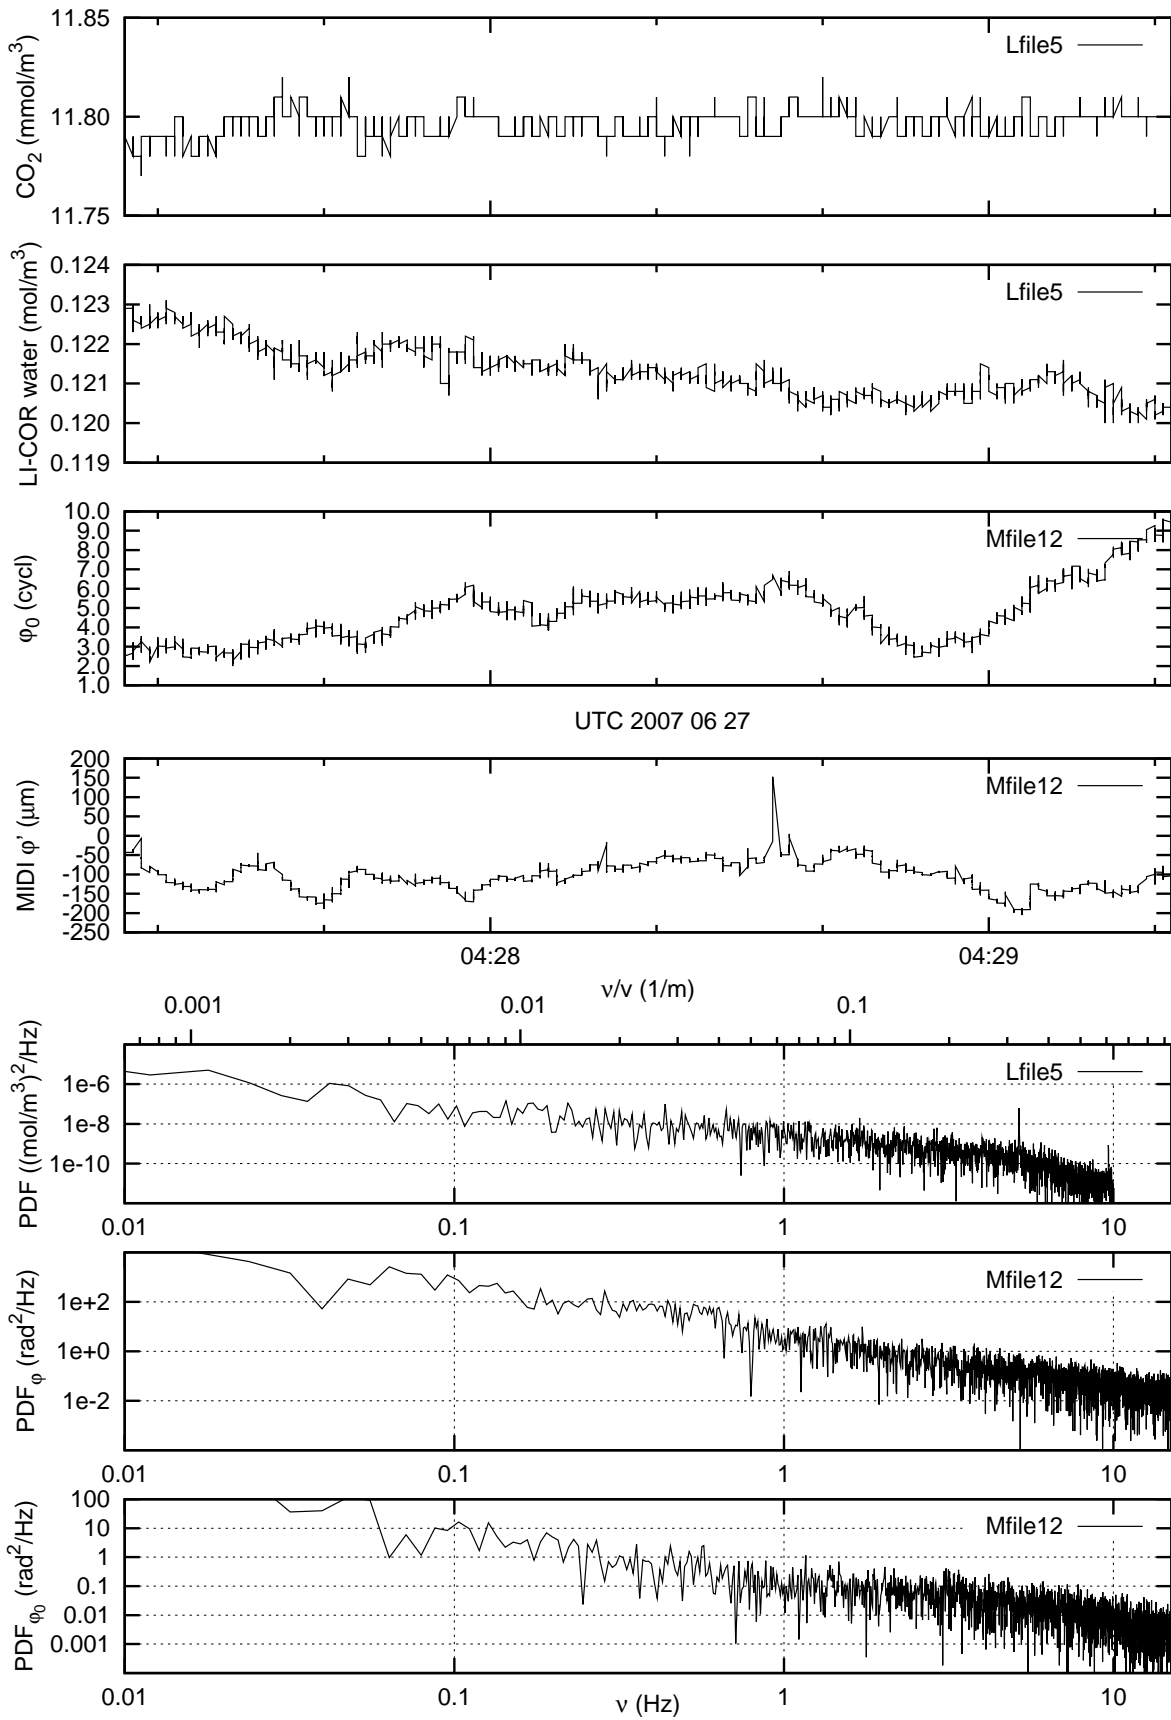 CO2 (mmol/m3)
11.85
11.80
11.75
Lfile5
LI-COR water (mol/m3)
0.124
0.123
0.122
0.121
0.120
0.119
Lfile5
φ0 (cycl)
10.0
9.0
8.0
7.0
6.0
5.0
4.0
3.0
2.0
1.0
Mfile12
UTC 2007 06 27
MIDI φ' (μm)
200
150
100
50
0
-50
-100
-150
-200
-250
Mfile12
04:28 04:29
ν/v (1/m)
0.001 0.01 0.1
PDF ((mol/m3)2/Hz)
1e-6
1e-8
1e-10
Lfile5
0.01 0.1 1 10
PDFφ (rad2/Hz)
1e+2
1e+0
1e-2
Mfile12
0.01 0.1 1 10
PDFφ0 (rad2/Hz)
100
10
1
0.1
0.01
0.001
Mfile12
0.01 0.1 1 10
ν (Hz)